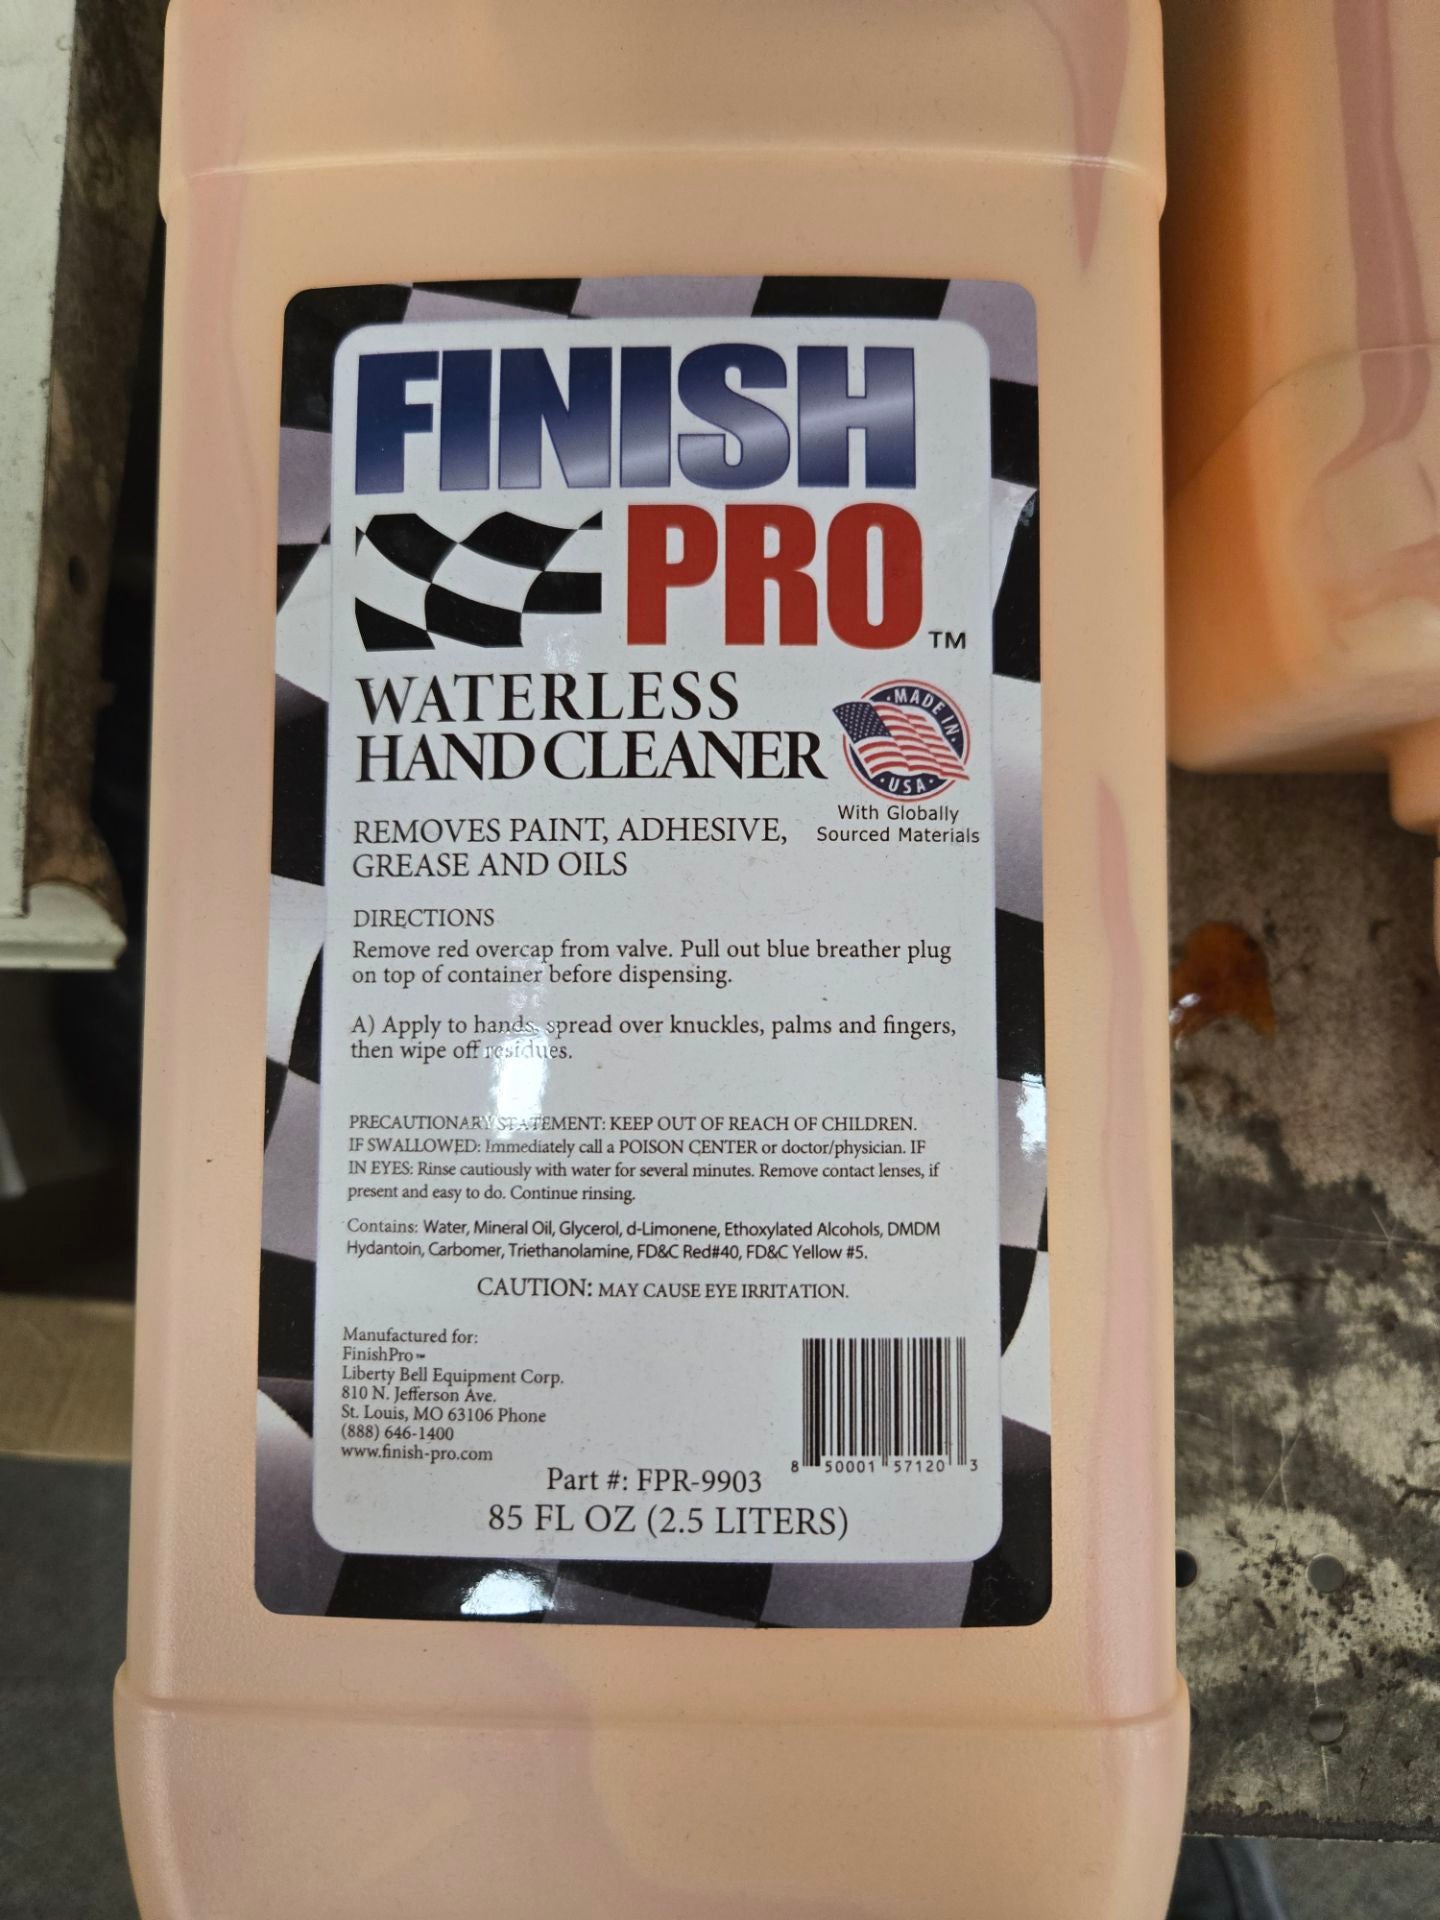 FINISH
PRO™
WATERLESS
HAND CLEANER
MADE IN
USA
With Globally
Sourced Materials
REMOVES PAINT, ADHESIVE,
GREASE AND OILS
DIRECTIONS
Remove red overcap from valve. Pull out blue breather plug
on top of container before dispensing.
A) Apply to hands, spread over knuckles, palms and fingers,
then wipe off residues.
PRECAUTIONARY STATEMENT: KEEP OUT OF REACH OF CHILDREN.
IF SWALLOWED: Immediately call a POISON CENTER or doctor/physician. IF
IN EYES: Rinse cautiously with water for several minutes. Remove contact lenses, if
present and easy to do. Continue rinsing.
Contains: Water, Mineral Oil, Glycerol, d-Limonene, Ethoxylated Alcohols, DMDM
Hydantoin, Carbomer, Triethanolamine, FD&C Red#40, FD&C Yellow #5.
CAUTION: MAY CAUSE EYE IRRITATION.
Manufactured for:
FinishPro™
Liberty Bell Equipment Corp.
810 N. Jefferson Ave.
St. Louis, MO 63106 Phone
(888) 646-1400
www.finish-pro.com
8 50001 57120 3
Part #: FPR-9903
85 FL OZ (2.5 LITERS)